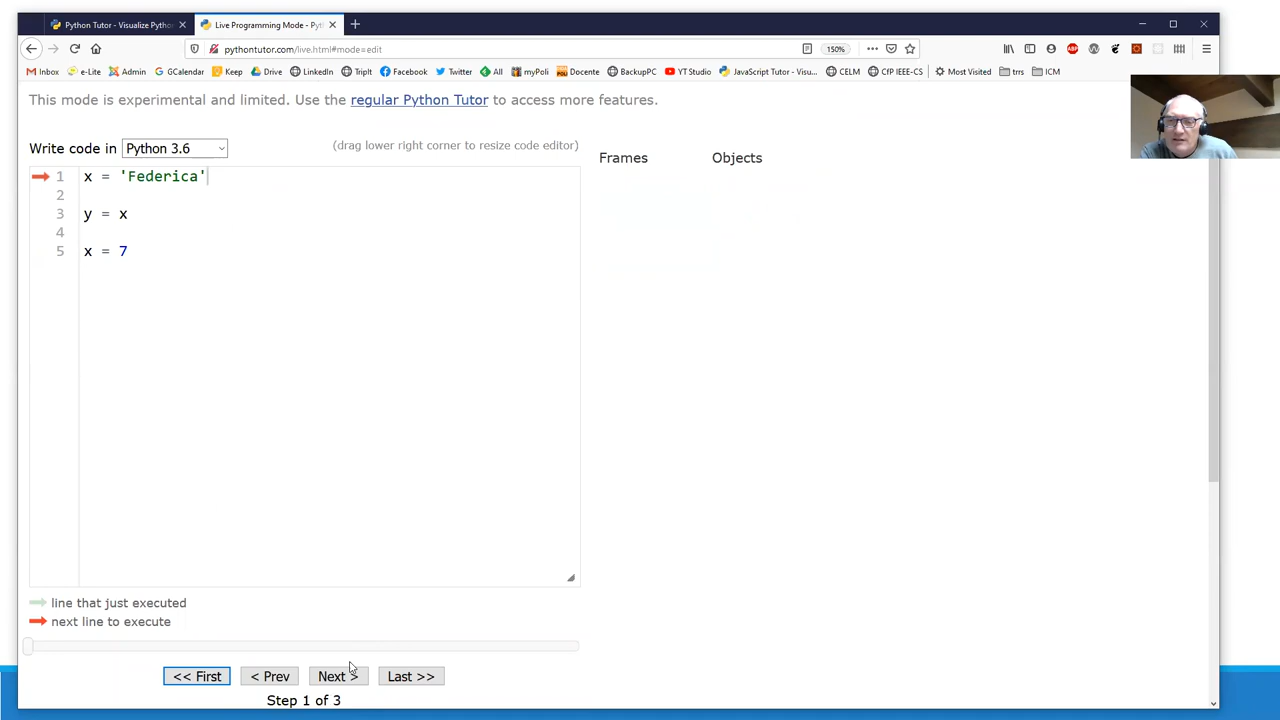 Python Tutor - Visualize Pytho
Live Programming Mode - Pyt
pythontutor.com/live.html#mode=edit
150%
Inbox e-Lite Admin GCalendar Keep Drive LinkedIn TripIt Facebook Twitter All myPoli Docente BackupPC YT Studio JavaScript Tutor - Visu... CELM CfP IEEE-CS Most Visited trrs ICM
This mode is experimental and limited. Use the regular Python Tutor to access more features.
Write code in Python 3.6
(drag lower right corner to resize code editor)
Frames Objects
1 x = 'Federica'
2
3 y = x
4
5 x = 7
line that just executed
next line to execute
<< First < Prev Next > Last >>
Step 1 of 3